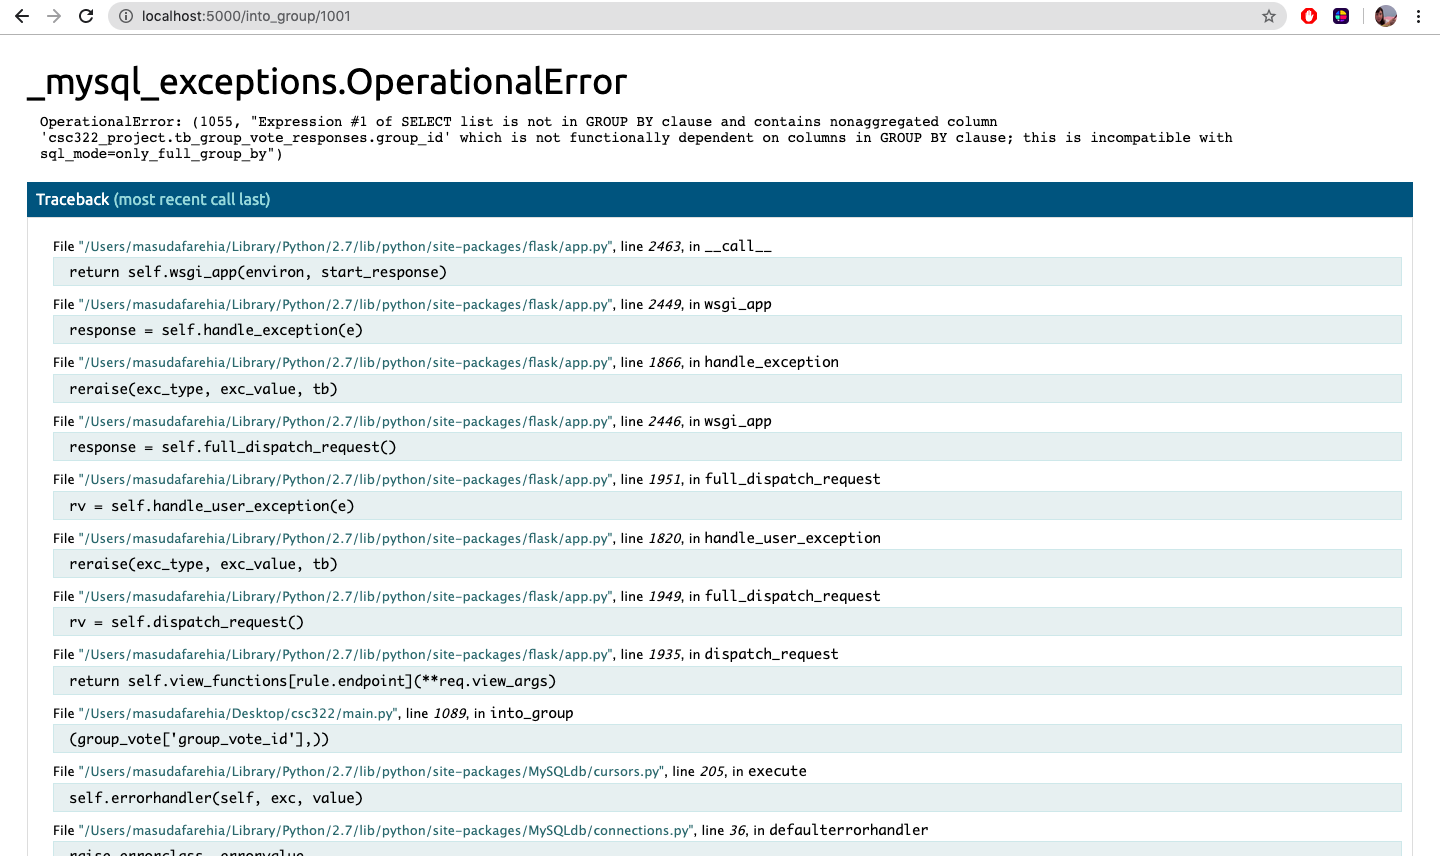 localhost:5000/into_group/1001
_mysql_exceptions.OperationalError
OperationalError: (1055, "Expression #1 of SELECT list is not in GROUP BY clause and contains nonaggregated column
'csc322_project.tb_group_vote_responses.group_id' which is not functionally dependent on columns in GROUP BY clause; this is incompatible with
sql_mode=only_full_group_by")
Traceback (most recent call last)
File "/Users/masudafarehia/Library/Python/2.7/lib/python/site-packages/flask/app.py", line 2463, in __call__
return self.wsgi_app(environ, start_response)
File "/Users/masudafarehia/Library/Python/2.7/lib/python/site-packages/flask/app.py", line 2449, in wsgi_app
response = self.handle_exception(e)
File "/Users/masudafarehia/Library/Python/2.7/lib/python/site-packages/flask/app.py", line 1866, in handle_exception
reraise(exc_type, exc_value, tb)
File "/Users/masudafarehia/Library/Python/2.7/lib/python/site-packages/flask/app.py", line 2446, in wsgi_app
response = self.full_dispatch_request()
File "/Users/masudafarehia/Library/Python/2.7/lib/python/site-packages/flask/app.py", line 1951, in full_dispatch_request
rv = self.handle_user_exception(e)
File "/Users/masudafarehia/Library/Python/2.7/lib/python/site-packages/flask/app.py", line 1820, in handle_user_exception
reraise(exc_type, exc_value, tb)
File "/Users/masudafarehia/Library/Python/2.7/lib/python/site-packages/flask/app.py", line 1949, in full_dispatch_request
rv = self.dispatch_request()
File "/Users/masudafarehia/Library/Python/2.7/lib/python/site-packages/flask/app.py", line 1935, in dispatch_request
return self.view_functions[rule.endpoint](**req.view_args)
File "/Users/masudafarehia/Desktop/csc322/main.py", line 1089, in into_group
(group_vote['group_vote_id'],))
File "/Users/masudafarehia/Library/Python/2.7/lib/python/site-packages/MySQLdb/cursors.py", line 205, in execute
self.errorhandler(self, exc, value)
File "/Users/masudafarehia/Library/Python/2.7/lib/python/site-packages/MySQLdb/connections.py", line 36, in defaulterrorhandler
raise errorclass, errorvalue